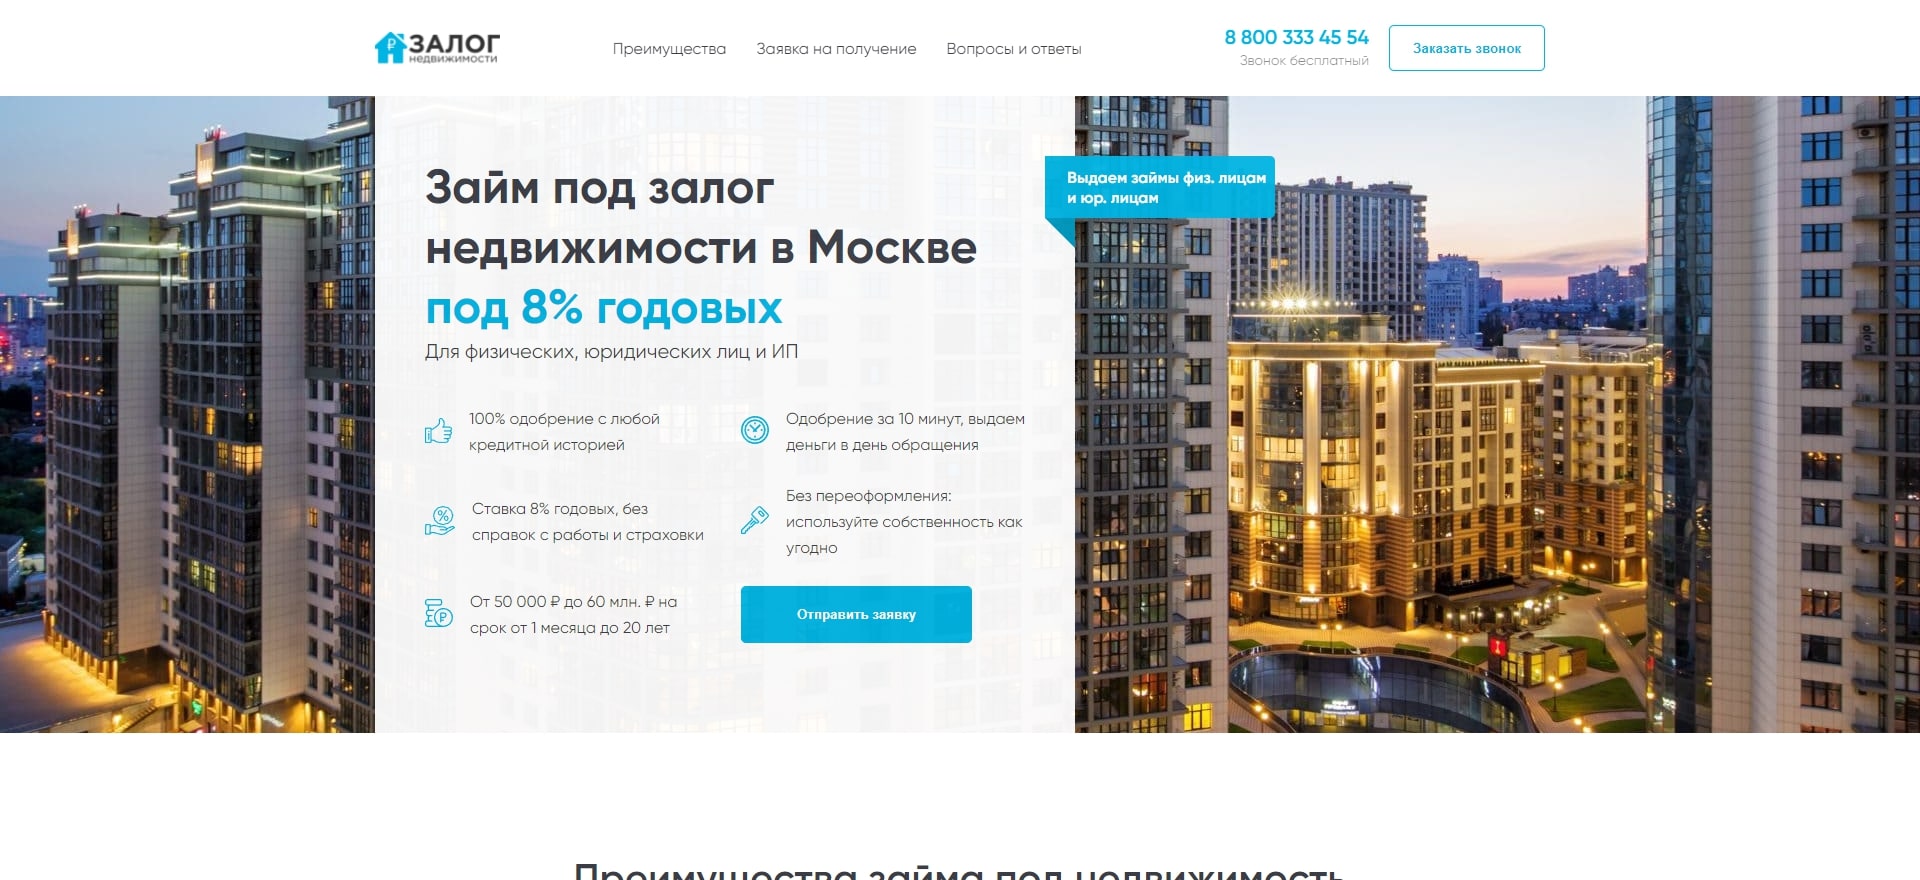 ЗАЛОГ
недвижимости
Преимущества
Заявка на получение
Вопросы и ответы
8 800 333 45 54
Звонок бесплатный
Заказать звонок
Займ под залог
недвижимости в Москве
под 8% годовых
Для физических, юридических лиц и ИП
Выдаем займы физ. лицам
и юр. лицам
100% одобрение с любой
кредитной историей
Одобрение за 10 минут, выдаем
деньги в день обращения
Ставка 8% годовых, без
справок с работы и страховки
Без переоформления:
используйте собственность как
угодно
От 50 000 ₽ до 60 млн. ₽ на
срок от 1 месяца до 20 лет
Отправить заявку
Преимущества займа под недвижимость